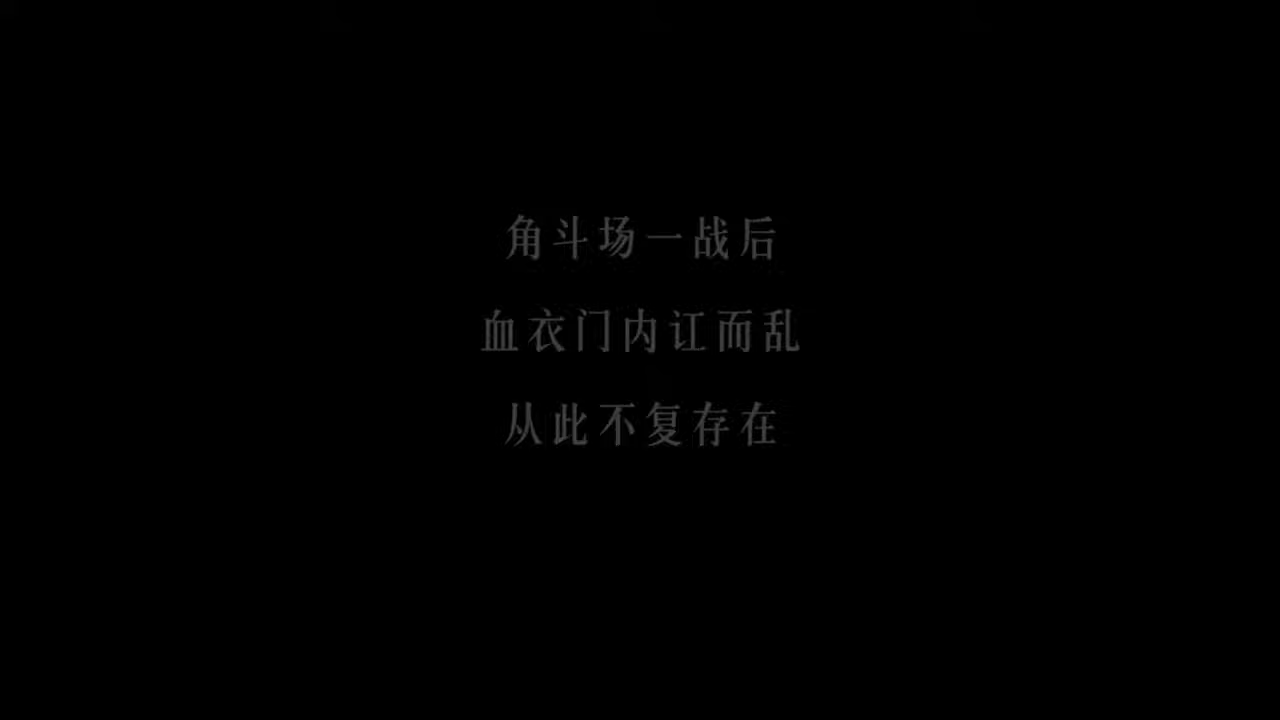 角斗场一战后
血衣门内讧而乱
从此不复存在